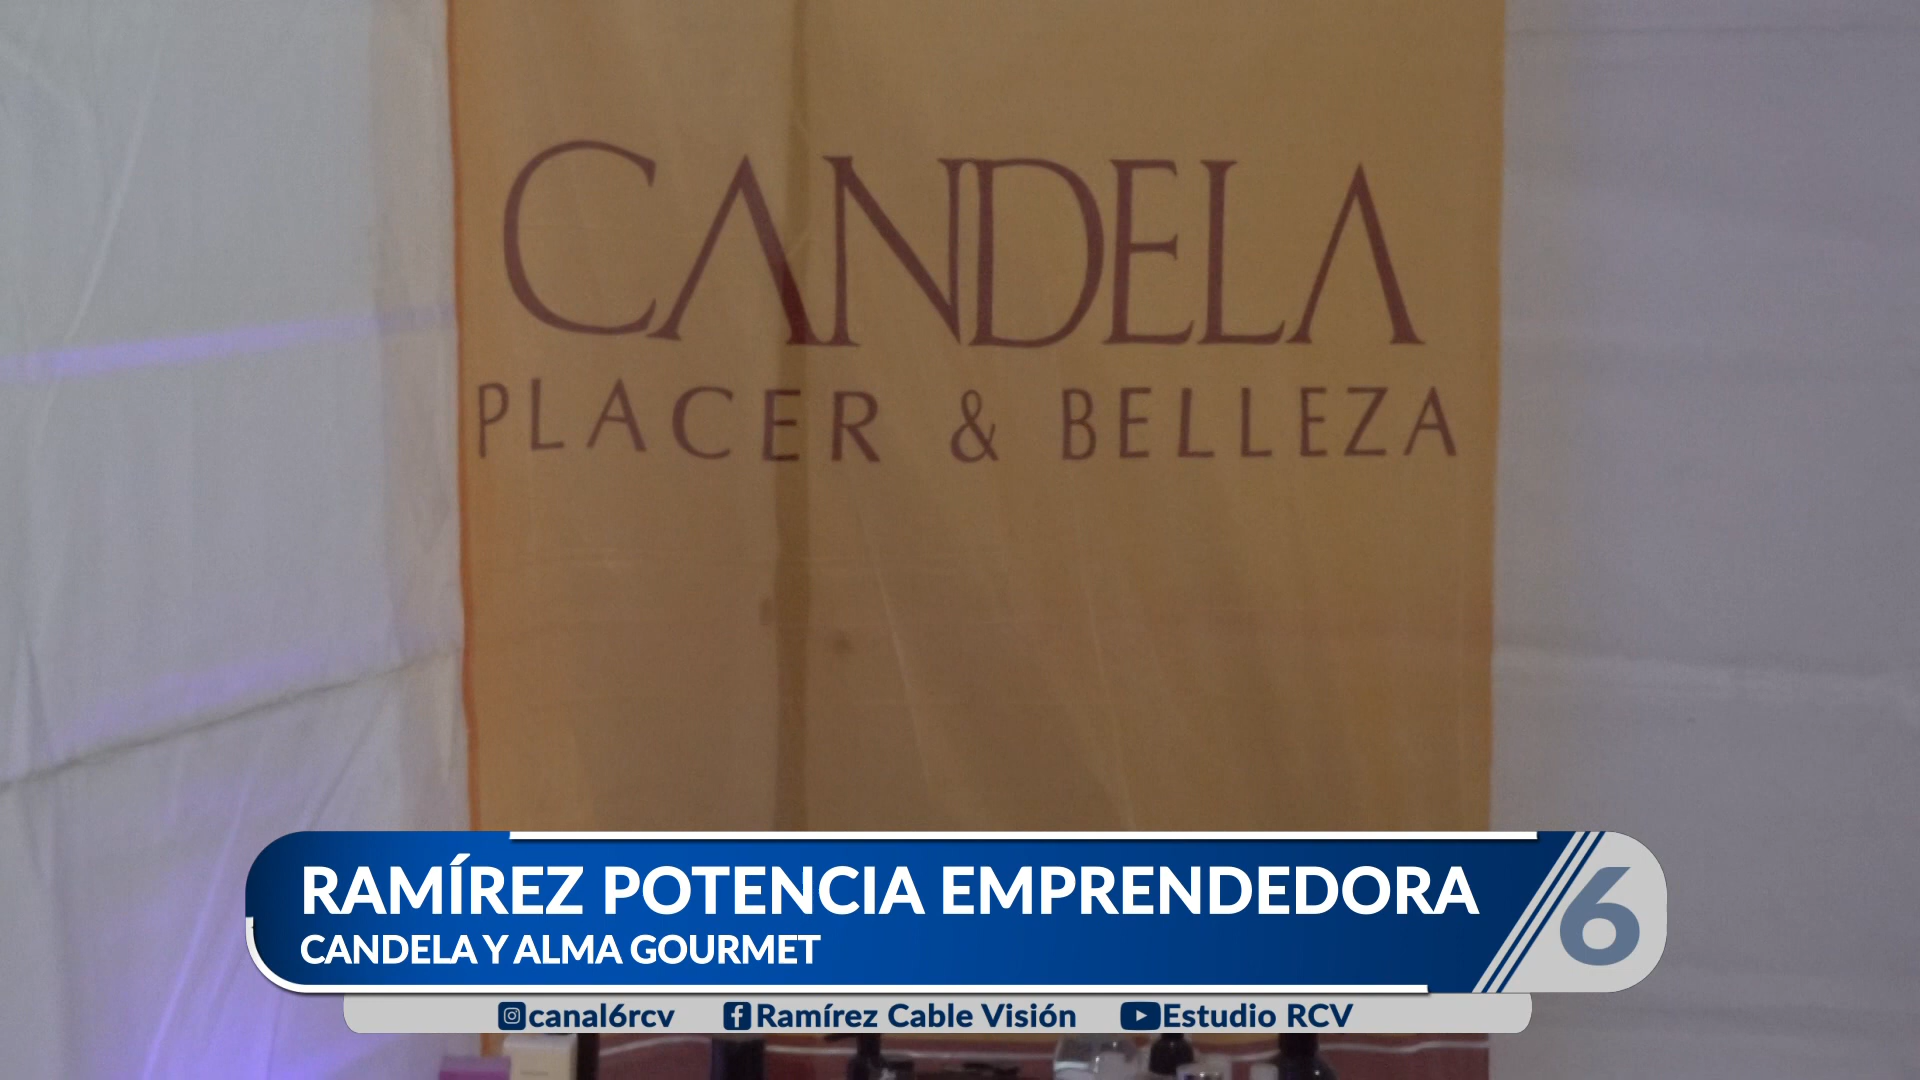 CANDELA
PLACER & BELLEZA
RAMÍREZ POTENCIA EMPRENDEDORA
CANDELA Y ALMA GOURMET
6
canal6rcv Ramírez Cable Visión Estudio RCV